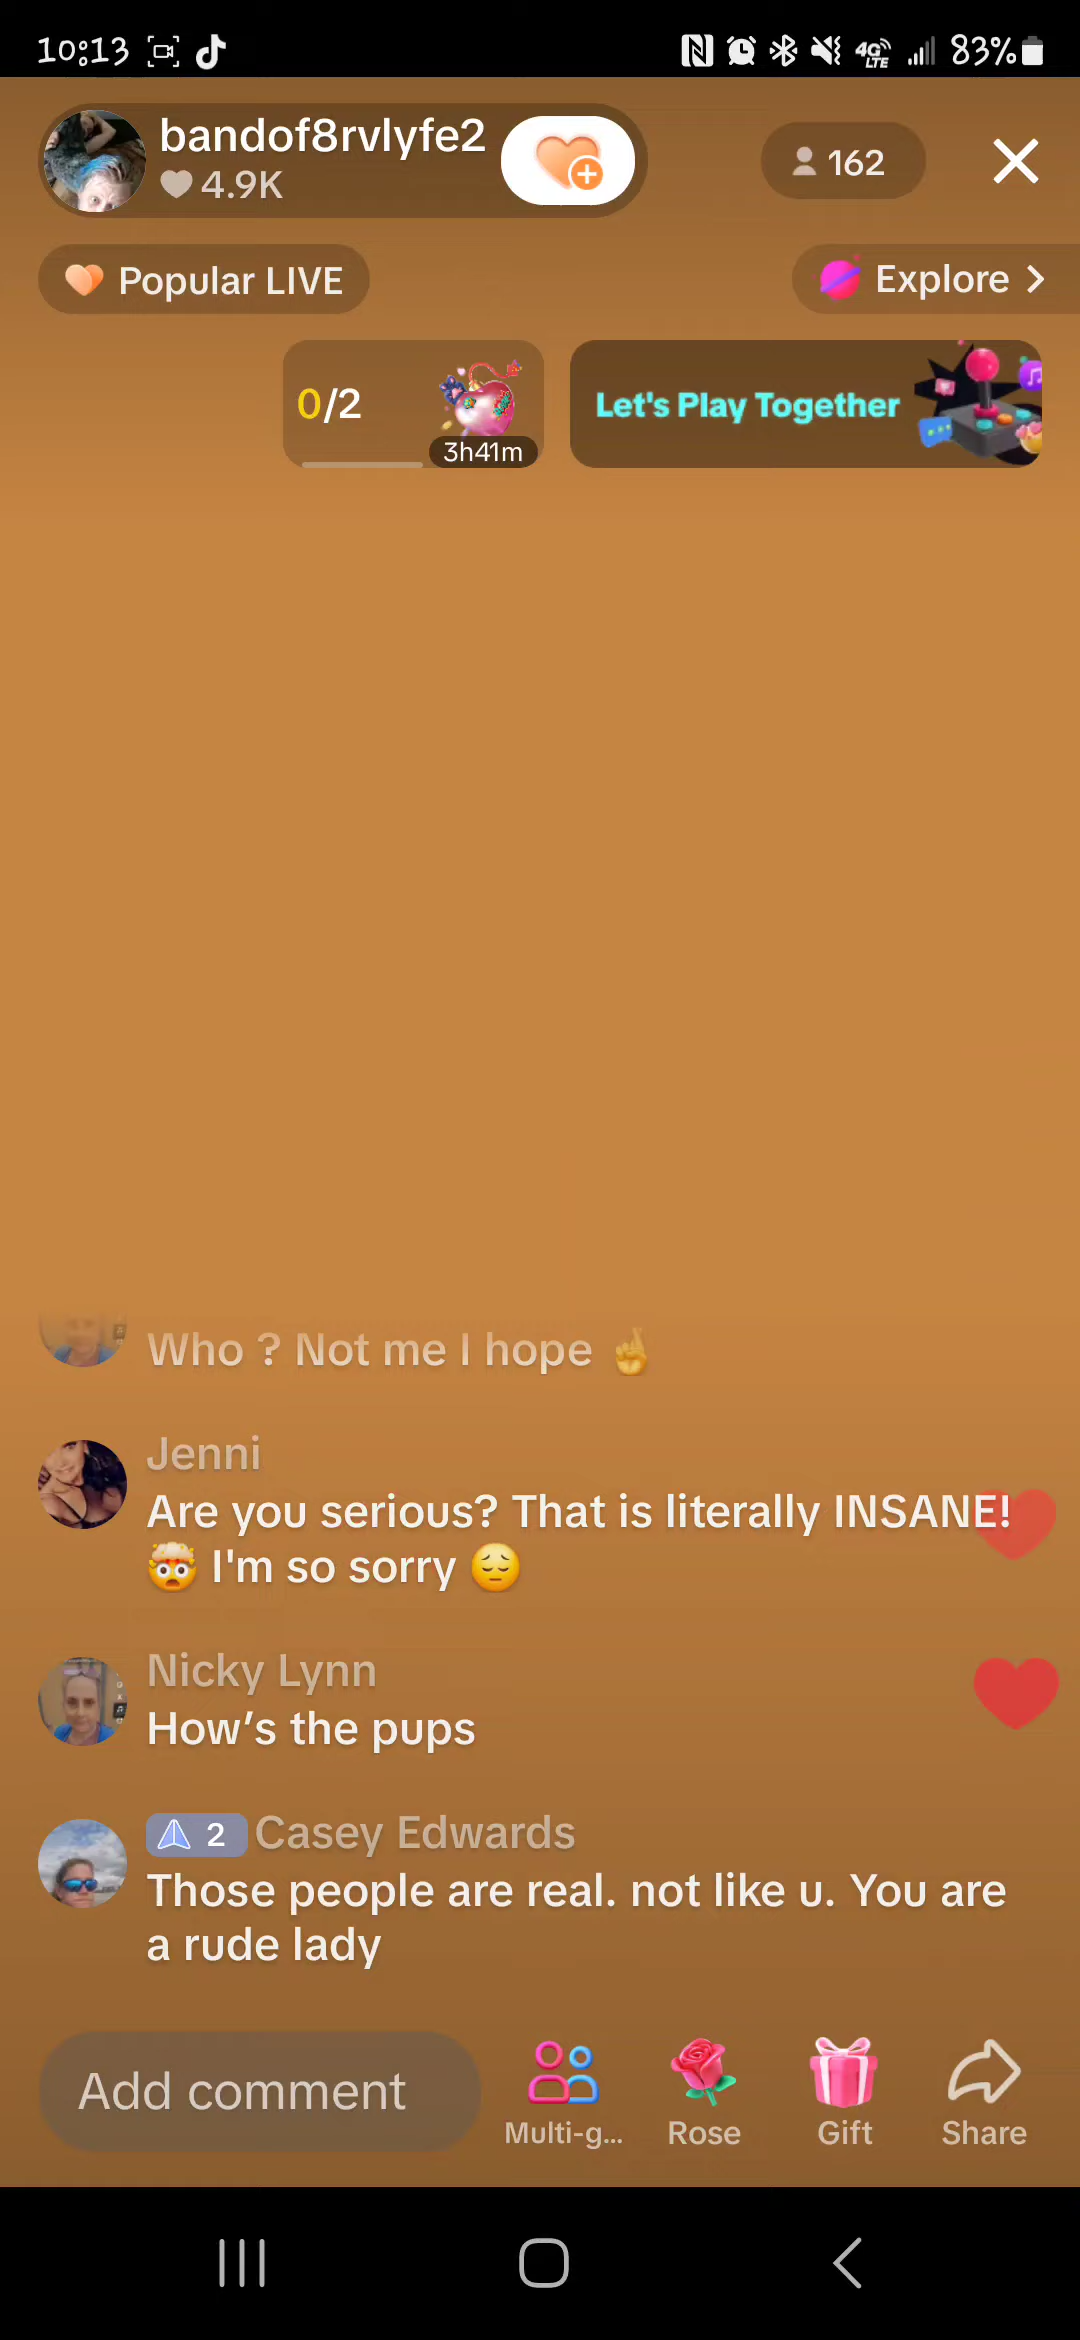 10:13
4G LTE 83%
bandof8rvlyfe2
4.9K
162
Popular LIVE
Explore >
0/2
3h41m
Let's Play Together
Who ? Not me I hope 🤞
Jenni
Are you serious? That is literally INSANE!
🤯 I'm so sorry 😔
Nicky Lynn
How’s the pups
2 Casey Edwards
Those people are real. not like u. You are
a rude lady
Add comment
Multi-g...
Rose
Gift
Share